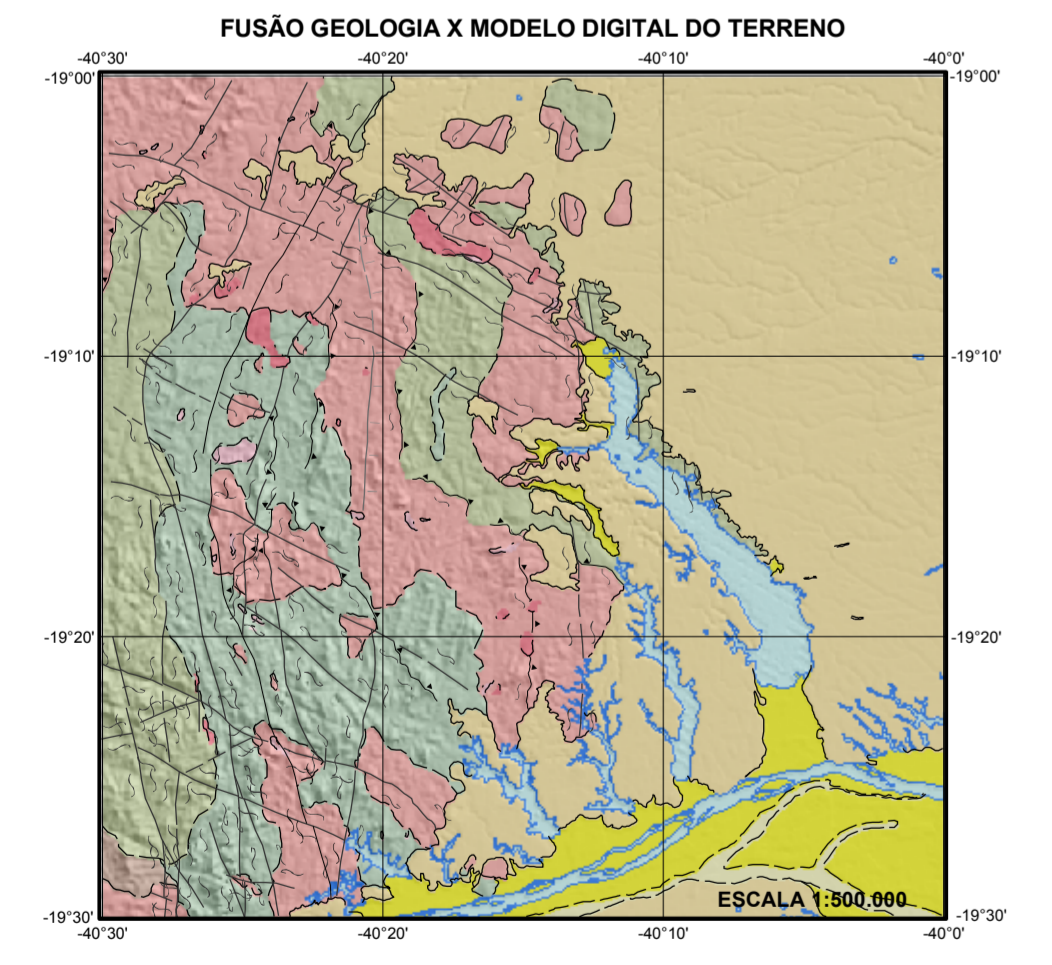 FUSÃO GEOLOGIA X MODELO DIGITAL DO TERRENO
-40°30' -40°20' -40°10' -40°0'
-19°00' -19°00'
-19°10' -19°10'
-19°20' -19°20'
ESCALA 1:500.000
-19°30' -19°30'
-40°30' -40°20' -40°10' -40°0'